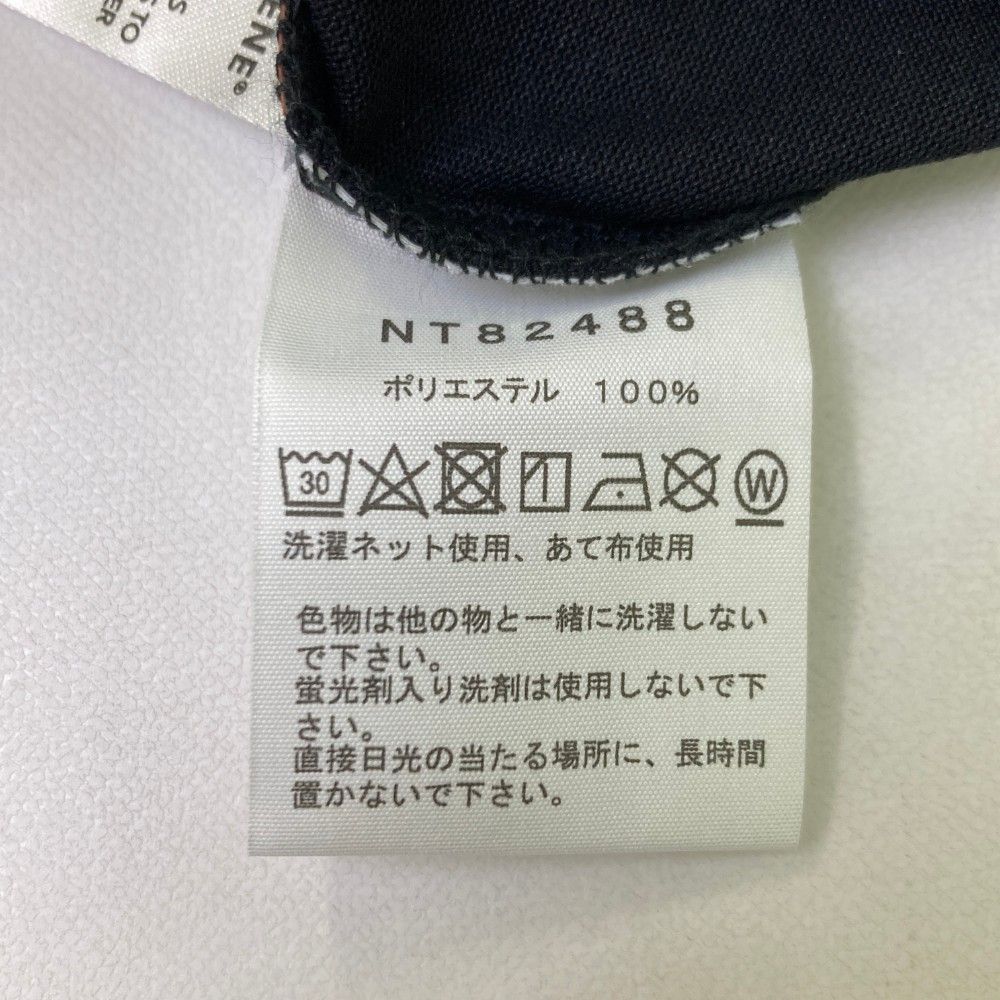 S
TO
ER
ENE®
NT82488
ポリエステル 100%
30
W
洗濯ネット使用、あて布使用
色物は他の物と一緒に洗濯しない
で下さい。
蛍光剤入り洗剤は使用しないで下
さい。
直接日光の当たる場所に、長時間
置かないで下さい。